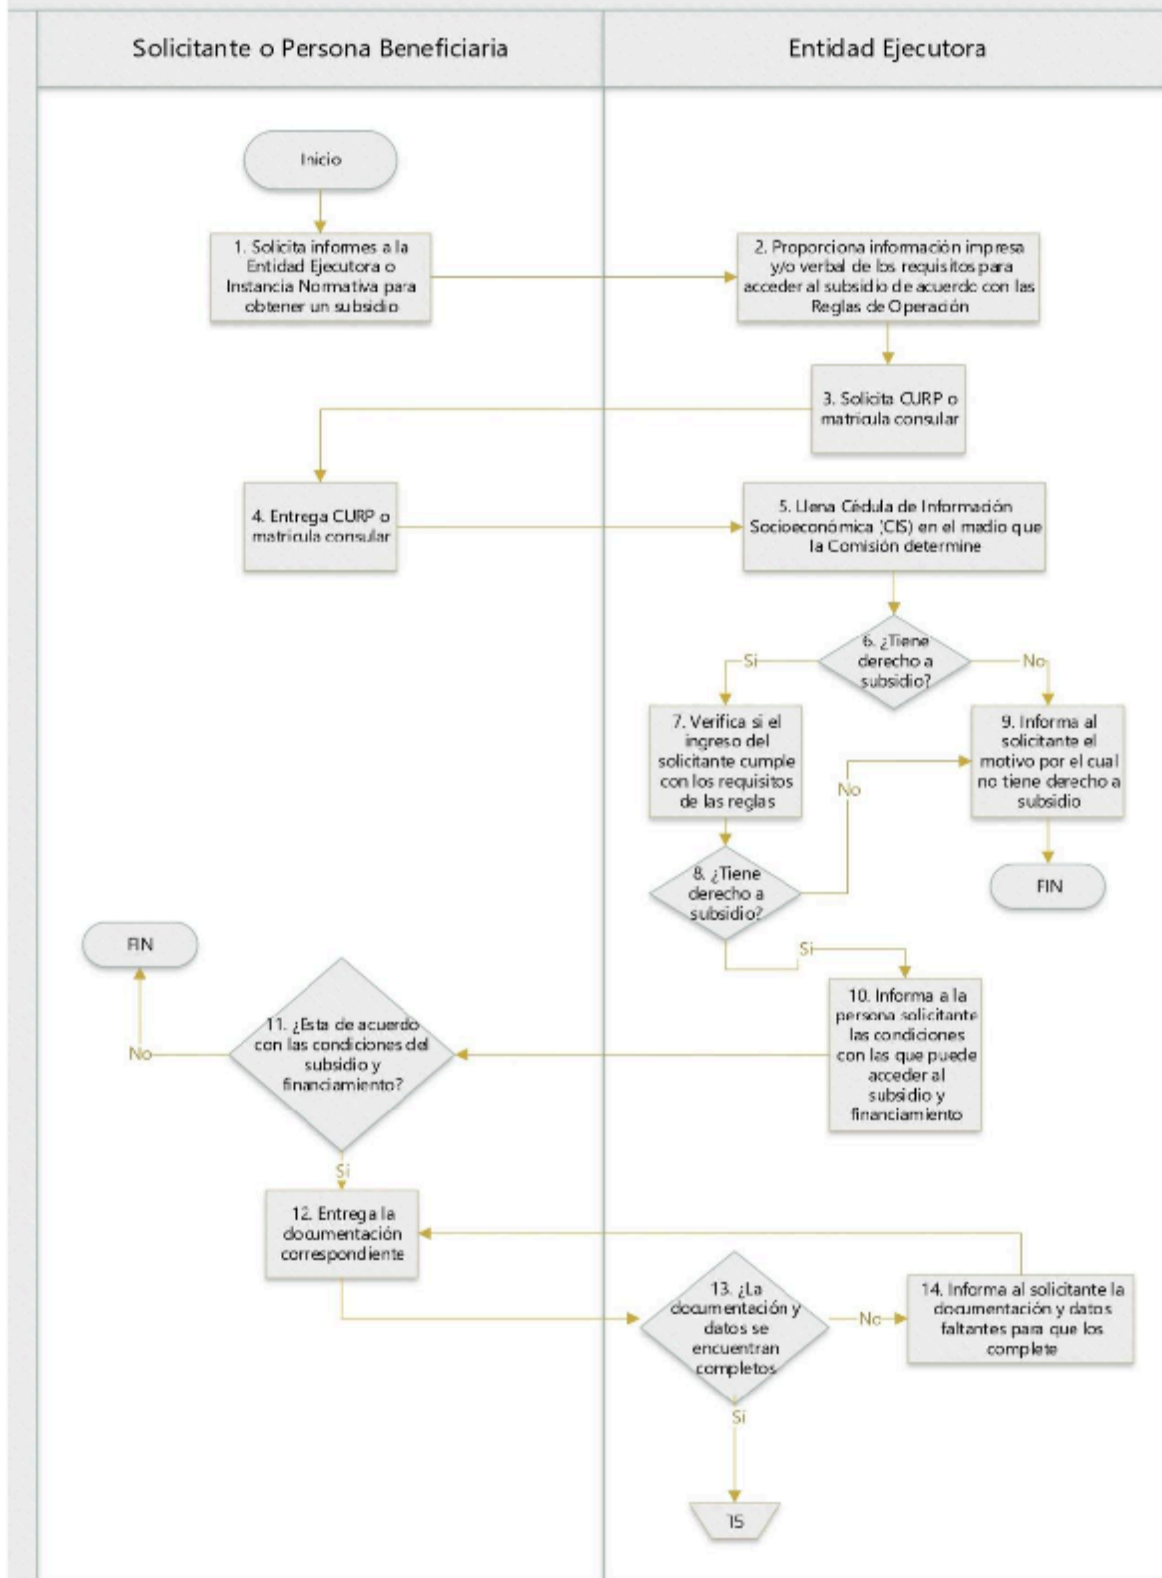 Solicitante o Persona Beneficiaria
Entidad Ejecutora
Inicio
1. Solicita informes a la
Entidad Ejecutora o
Instancia Normativa para
obtener un subsidio
2. Proporciona información impresa
y/o verbal de los requisitos para
acceder al subsidio de acuerdo con las
Reglas de Operación
3. Solicita CURP o
matricula consular
4. Entrega CURP o
matricula consular
5. Llena Cédula de Información
Socioeconómica (CIS) en el medio que
la Comisión determine
6. ¿Tiene
derecho a
subsidio?
Si
No
7. Verifica si el
ingreso del
solicitante cumple
con los requisitos
de las reglas
9. Informa al
solicitante el
motivo por el cual
no tiene derecho a
subsidio
No
8. ¿Tiene
derecho a
subsidio?
FIN
Si
FIN
10. Informa a la
persona solicitante
las condiciones
con las que puede
acceder al
subsidio y
financiamiento
11. ¿Esta de acuerdo
con las condiciones del
subsidio y
financiamiento?
No
Si
12. Entrega la
documentación
correspondiente
13. ¿La
documentación y
datos se
encuentran
completos
No
14. Informa al solicitante la
documentación y datos
faltantes para que los
complete
Si
15